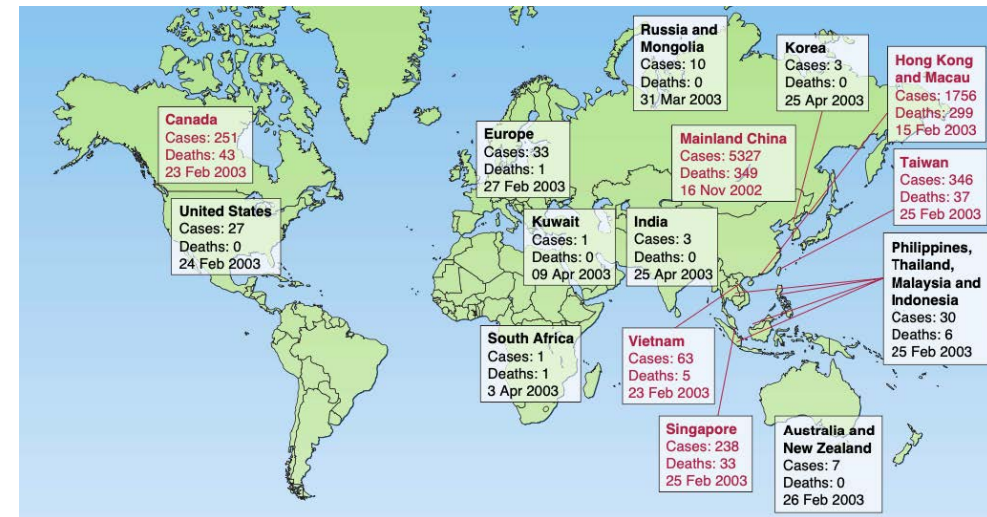 Russia and
Mongolia
Cases: 10
Deaths: 0
31 Mar 2003
Korea
Cases: 3
Deaths: 0
25 Apr 2003
Hong Kong
and Macau
Cases: 1756
Deaths: 299
15 Feb 2003
Canada
Cases: 251
Deaths: 43
23 Feb 2003
Europe
Cases: 33
Deaths: 1
27 Feb 2003
Mainland China
Cases: 5327
Deaths: 349
16 Nov 2002
Taiwan
Cases: 346
Deaths: 37
25 Feb 2003
United States
Cases: 27
Deaths: 0
24 Feb 2003
Kuwait
Cases: 1
Deaths: 0
09 Apr 2003
India
Cases: 3
Deaths: 0
25 Apr 2003
Philippines,
Thailand,
Malaysia and
Indonesia
Cases: 30
Deaths: 6
25 Feb 2003
South Africa
Cases: 1
Deaths: 1
3 Apr 2003
Vietnam
Cases: 63
Deaths: 5
23 Feb 2003
Singapore
Cases: 238
Deaths: 33
25 Feb 2003
Australia and
New Zealand
Cases: 7
Deaths: 0
26 Feb 2003